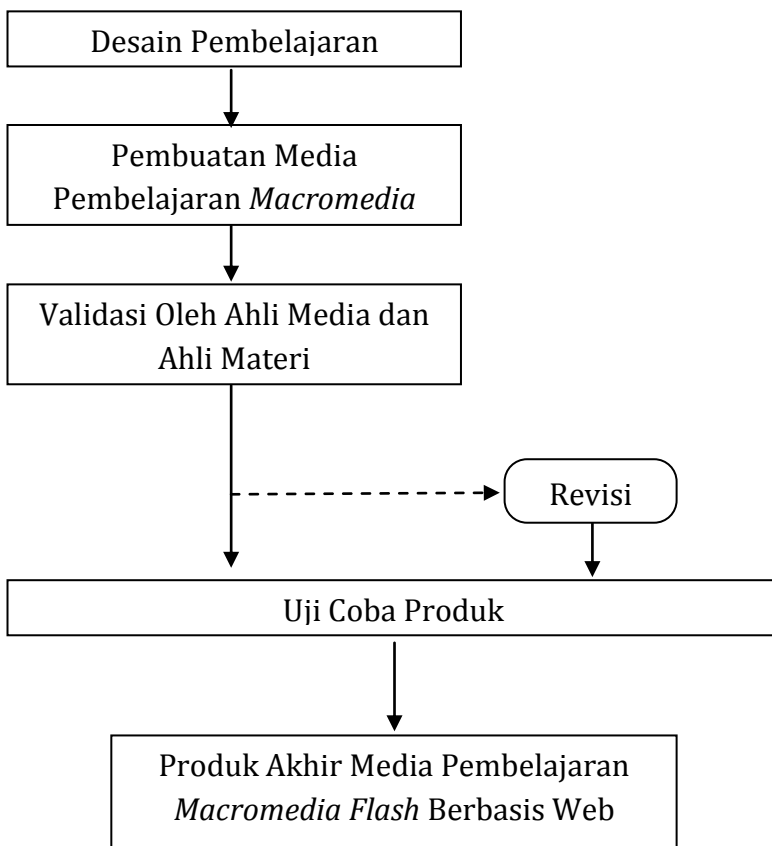 Desain Pembelajaran
Pembuatan Media
Pembelajaran Macromedia
Validasi Oleh Ahli Media dan
Ahli Materi
Revisi
Uji Coba Produk
Produk Akhir Media Pembelajaran
Macromedia Flash Berbasis Web